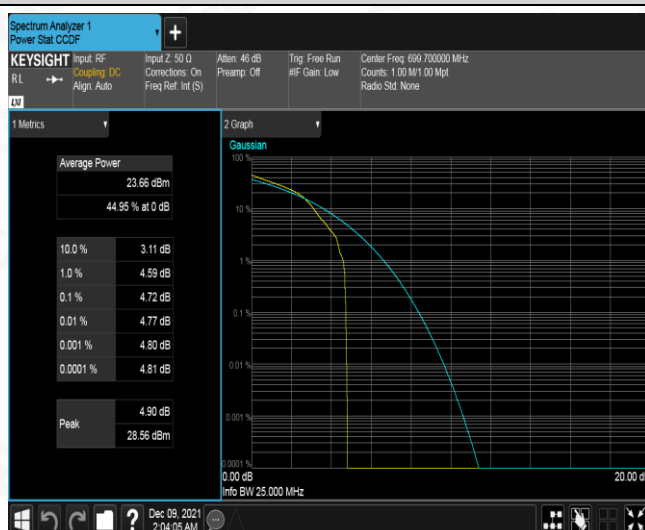 Spectrum Analyzer 1
Power Stat CCDF
+
KEYSIGHT
RL
LXI
Input: RF
Coupling: DC
Align: Auto
Input Z: 50 Ω
Corrections: On
Freq Ref: Int (S)
Atten: 46 dB
Preamp: Off
Trig: Free Run
#IF Gain: Low
Center Freq: 699.700000 MHz
Counts: 1.00 M/1.00 Mpt
Radio Std: None
1 Metrics
Average Power
23.66 dBm
44.95 % at 0 dB
10.0 % 3.11 dB
1.0 % 4.59 dB
0.1 % 4.72 dB
0.01 % 4.77 dB
0.001 % 4.80 dB
0.0001 % 4.81 dB
Peak
4.90 dB
28.56 dBm
2 Graph
Gaussian
100 %
10 %
1 %
0.1 %
0.01 %
0.001 %
0.0001 %
0.00 dB
20.00 d
Info BW 25.000 MHz
?
Dec 09, 2021
2:04:05 AM